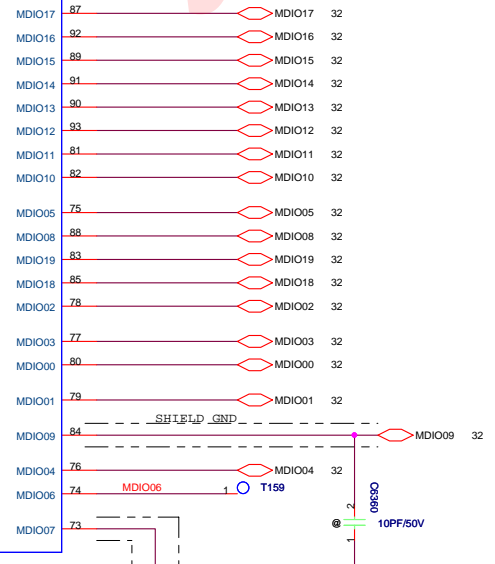 MDIO17 87 MDIO17 32
MDIO16 92 MDIO16 32
MDIO15 89 MDIO15 32
MDIO14 91 MDIO14 32
MDIO13 90 MDIO13 32
MDIO12 93 MDIO12 32
MDIO11 81 MDIO11 32
MDIO10 82 MDIO10 32
MDIO05 75 MDIO05 32
MDIO08 88 MDIO08 32
MDIO19 83 MDIO19 32
MDIO18 85 MDIO18 32
MDIO02 78 MDIO02 32
MDIO03 77 MDIO03 32
MDIO00 80 MDIO00 32
MDIO01 79 MDIO01 32
SHIELD GND
MDIO09 84 MDIO09 32
MDIO04 76 MDIO04 32
MDIO06 74 MDIO06 1 T159
C6360
2
MDIO07 73 @ 10PF/50V
1